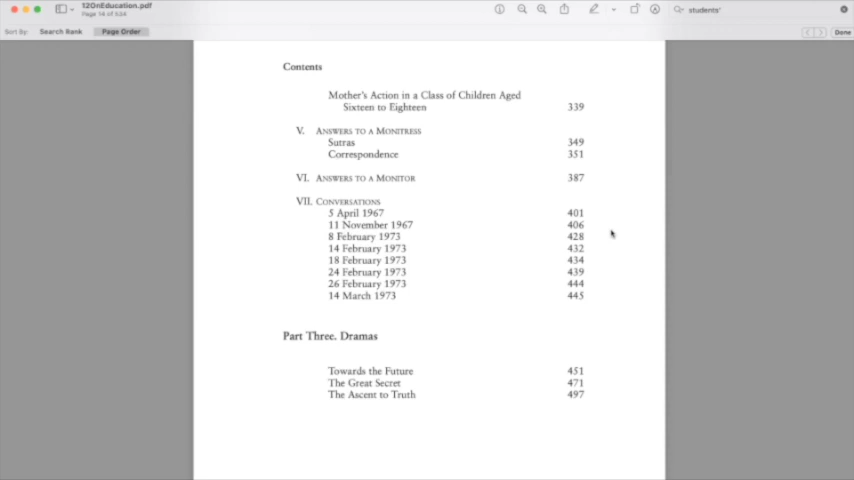 12OnEducation.pdf
Page 14 of 524
students'
Sort by: Search Rank Page Order
Done
Contents
Mother's Action in a Class of Children Aged
Sixteen to Eighteen 339
V. ANSWERS TO A MONITRESS
Sutras 349
Correspondence 351
VI. ANSWERS TO A MONITOR 387
VII. CONVERSATIONS
5 April 1967 401
11 November 1967 406
8 February 1973 428
14 February 1973 432
18 February 1973 434
24 February 1973 439
26 February 1973 444
14 March 1973 445
Part Three. Dramas
Towards the Future 451
The Great Secret 471
The Ascent to Truth 497